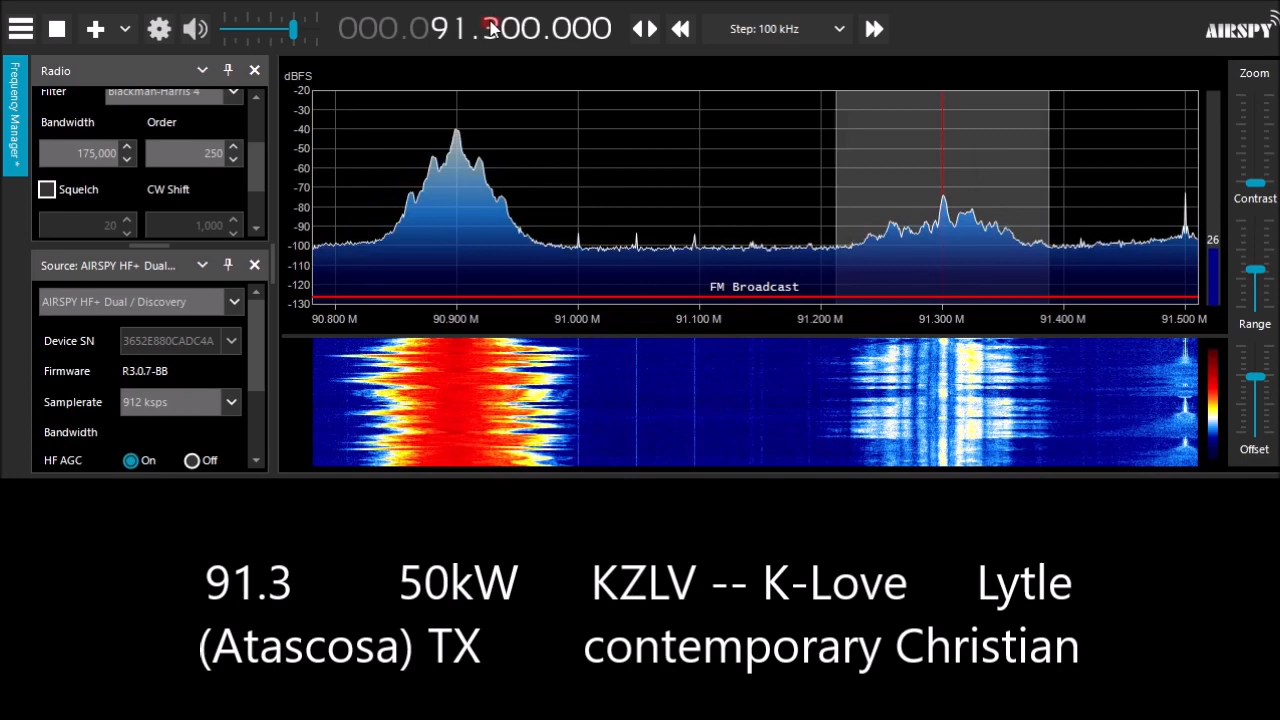 000.091.300.000
Step: 100 kHz
AIRSPY
Frequency Manager *
Radio
Filter
Blackman-Harris 4
Bandwidth
Order
175,000
250
Squelch
CW Shift
20
1,000
Source: AIRSPY HF+ Dual...
AIRSPY HF+ Dual / Discovery
Device SN
3652E880CADC4A
Firmware
R3.0.7-BB
Samplerate
912 ksps
Bandwidth
HF AGC
On
Off
dBFS
-20
-30
-40
-50
-60
-70
-80
-90
-100
-110
-120
-130
FM Broadcast
90.800 M
90.900 M
91.000 M
91.100 M
91.200 M
91.300 M
91.400 M
91.500 M
26
Zoom
Contrast
Range
Offset
91.3 50kW KZLV -- K-Love Lytle
(Atascosa) TX contemporary Christian